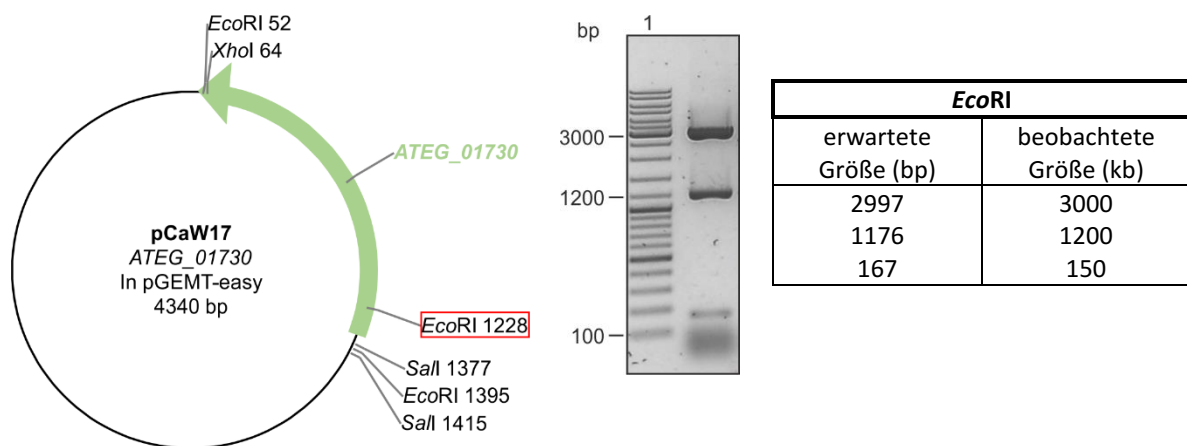 EcoRI 52
XhoI 64
ATEG_01730
pCaW17
ATEG_01730
In pGEMT-easy
4340 bp
EcoRI 1228
SalI 1377
EcoRI 1395
SalI 1415
bp
1
3000
1200
100
EcoRI
erwartete
Größe (bp)
beobachtete
Größe (kb)
2997
3000
1176
1200
167
150